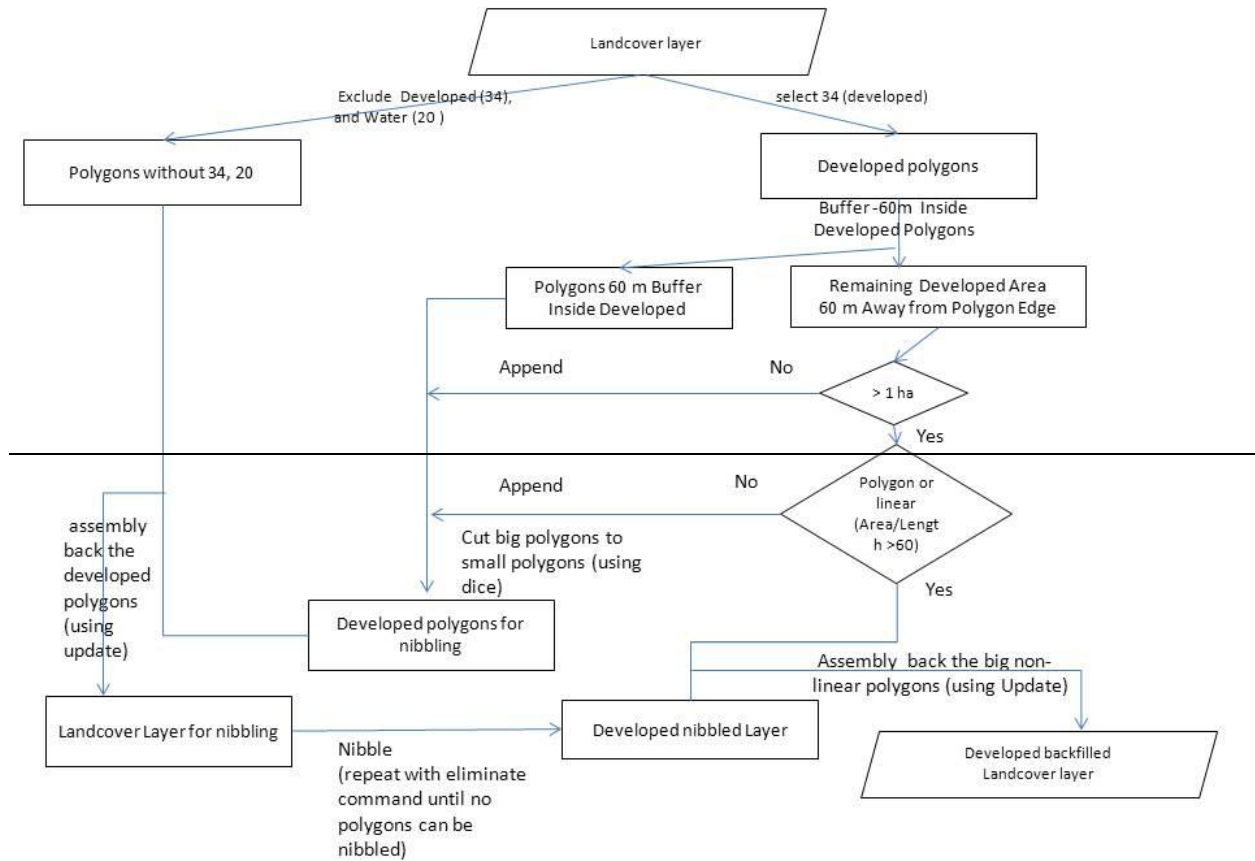 Landcover layer
Exclude Developed (34),
and Water (20 )
select 34 (developed)
Polygons without 34, 20
Developed polygons
Buffer -60m Inside
Developed Polygons
Polygons 60 m Buffer
Inside Developed
Remaining Developed Area
60 m Away from Polygon Edge
Append
No
> 1 ha
Yes
Append
No
Polygon or
linear
(Area/Lengt
h >60)
Yes
assembly
back the
developed
polygons
(using
update)
Cut big polygons to
small polygons (using
dice)
Developed polygons for
nibbling
Assembly back the big non-
linear polygons (using Update)
Landcover Layer for nibbling
Nibble
(repeat with eliminate
command until no
polygons can be
nibbled)
Developed nibbled Layer
Developed backfilled
Landcover layer